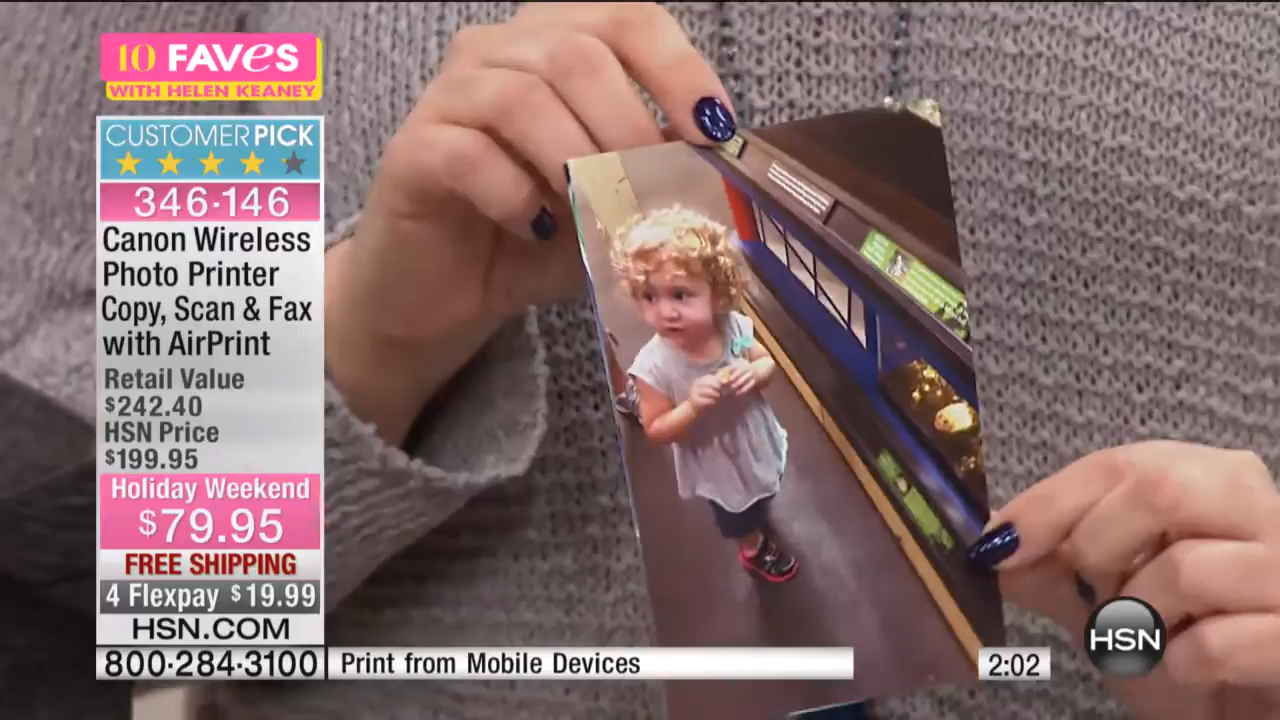 10 FAVeS
WITH HELEN KEANEY
CUSTOMERPICK
346-146
Canon Wireless
Photo Printer
Copy, Scan & Fax
with AirPrint
Retail Value
$242.40
HSN Price
$199.95
Holiday Weekend
$79.95
FREE SHIPPING
4 Flexpay $19.99
HSN.COM
800·284·3100
Print from Mobile Devices
2:02
HSN